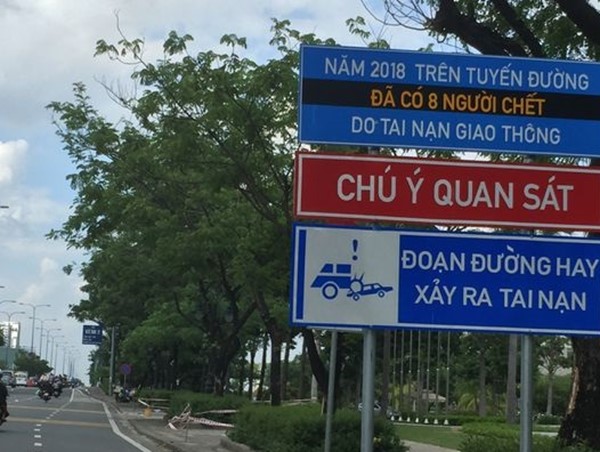 NĂM 2018 TRÊN TUYẾN ĐƯỜNG
ĐÃ CÓ 8 NGƯỜI CHẾT
DO TAI NẠN GIAO THÔNG
CHÚ Ý QUAN SÁT
ĐOẠN ĐƯỜNG HAY
XẢY RA TAI NẠN